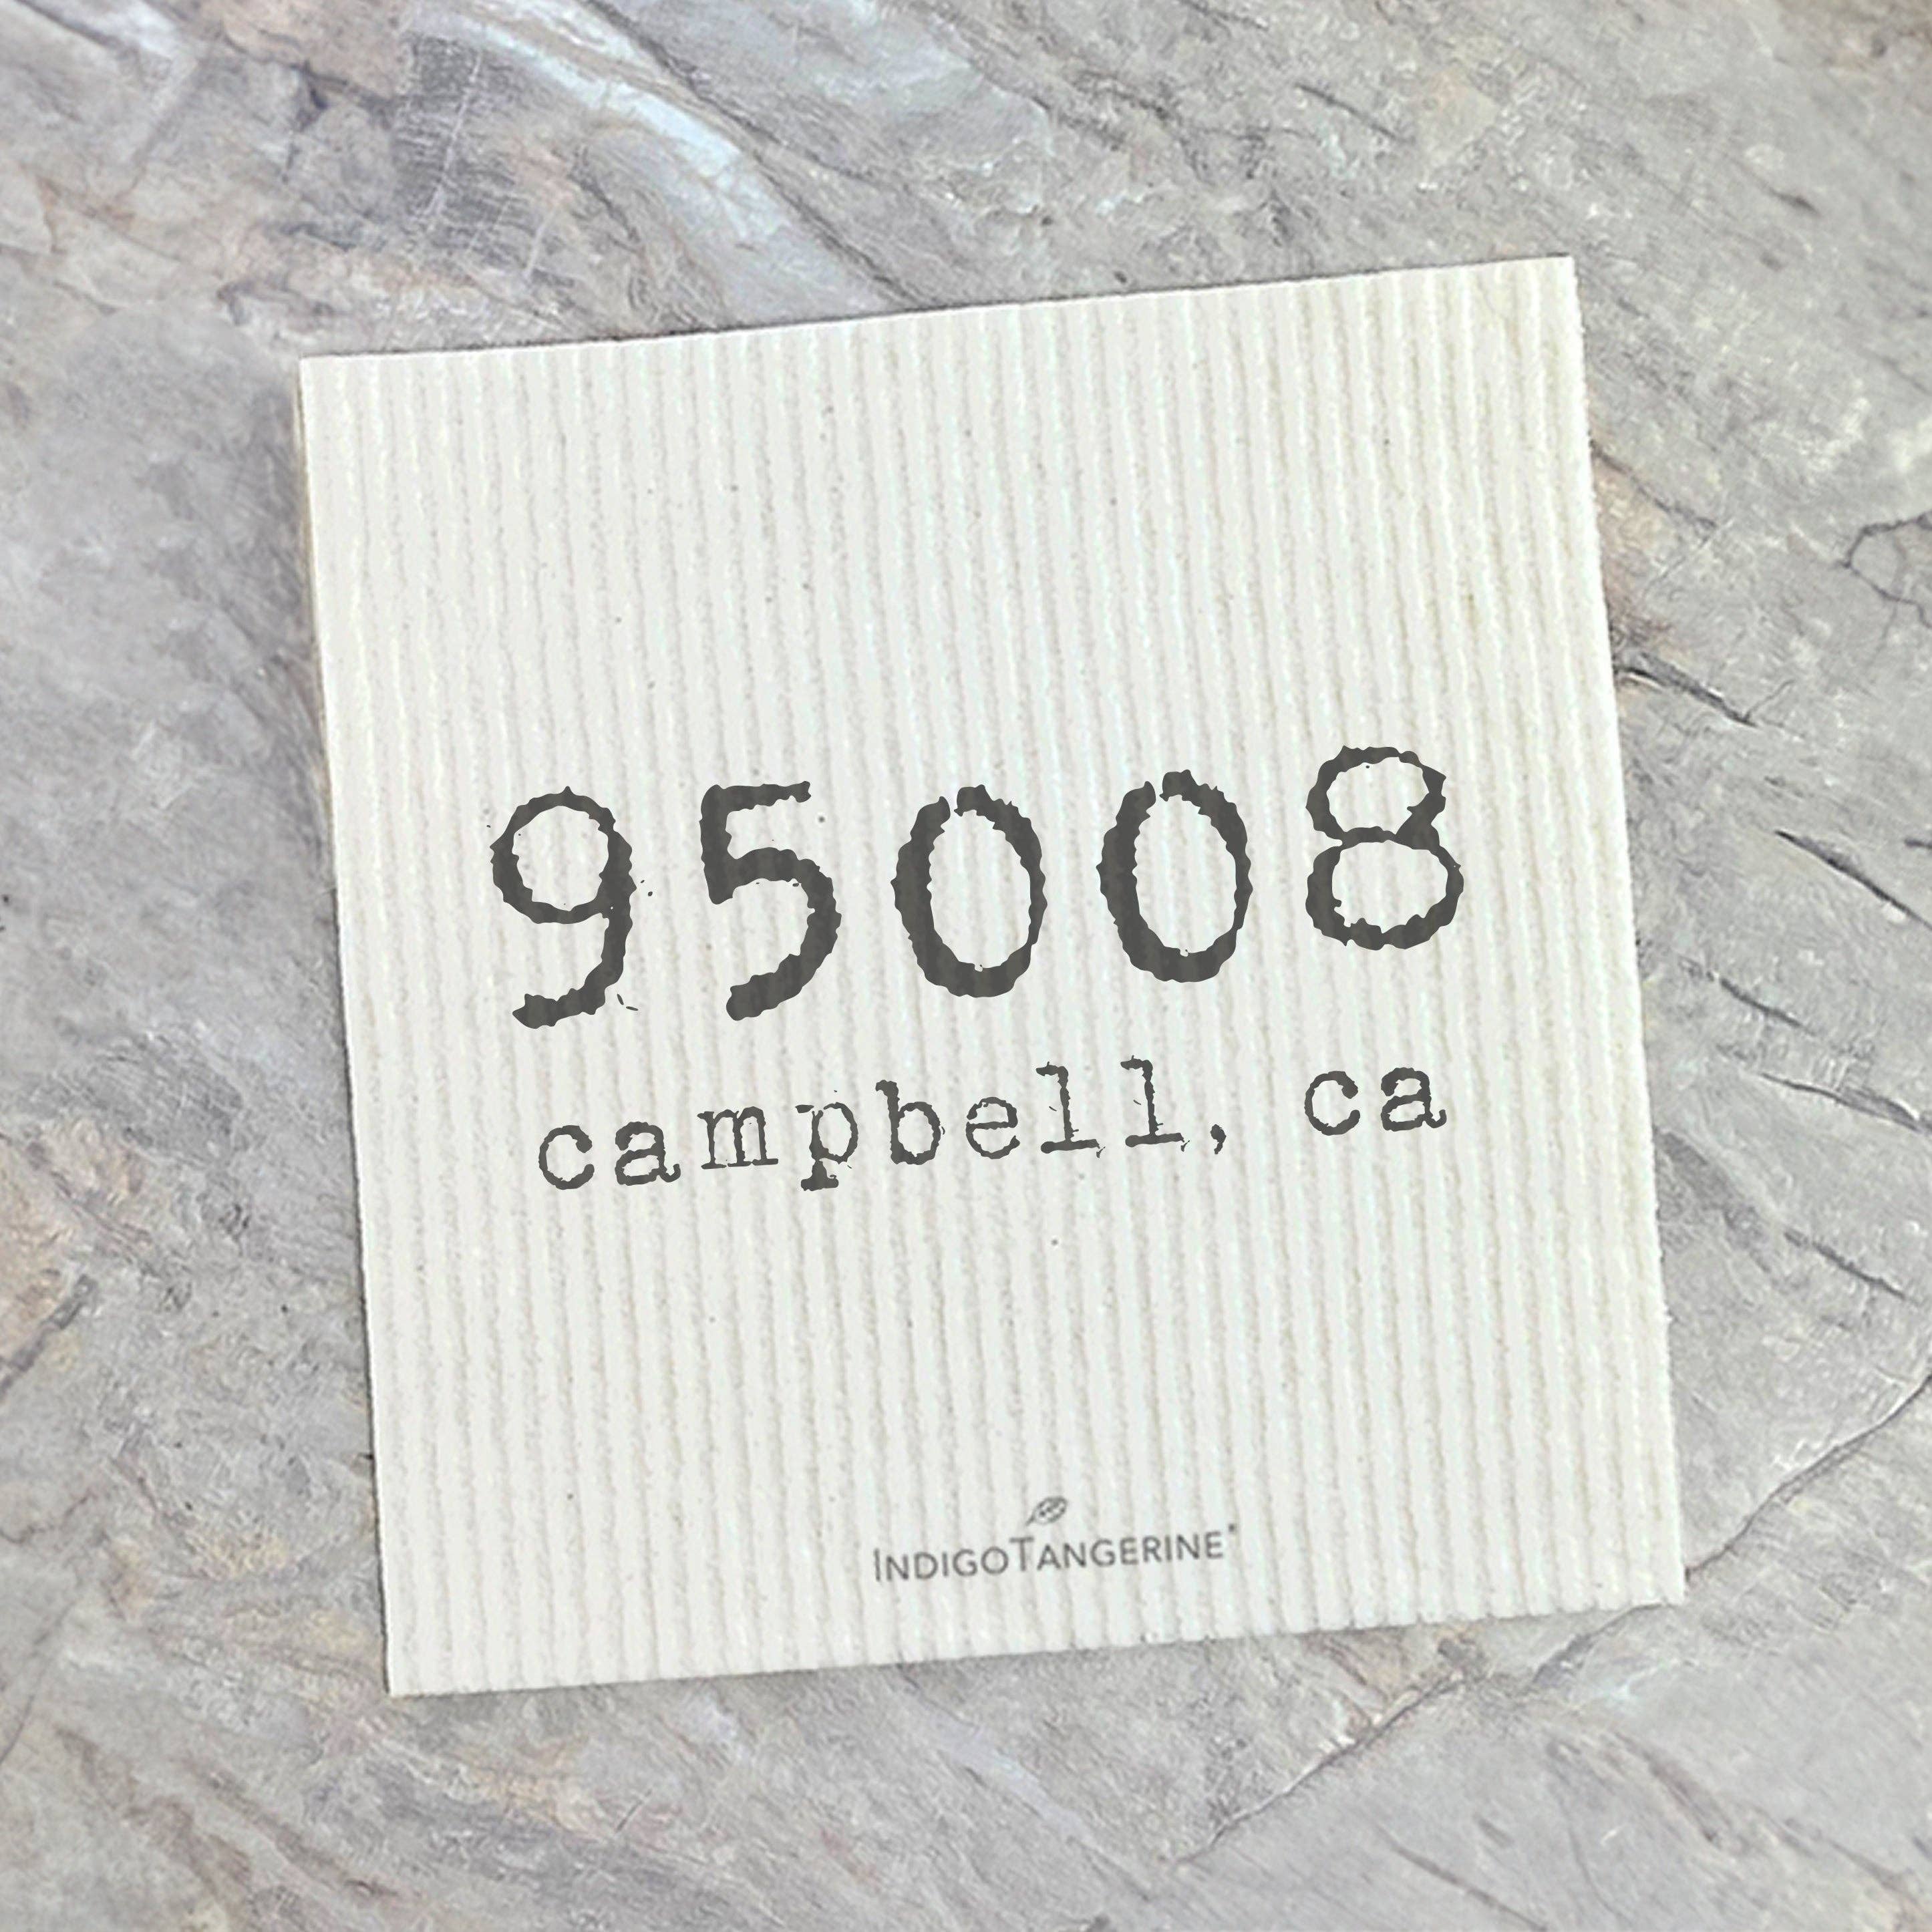 95008
campbell, ca
INDIGOTANGERINE